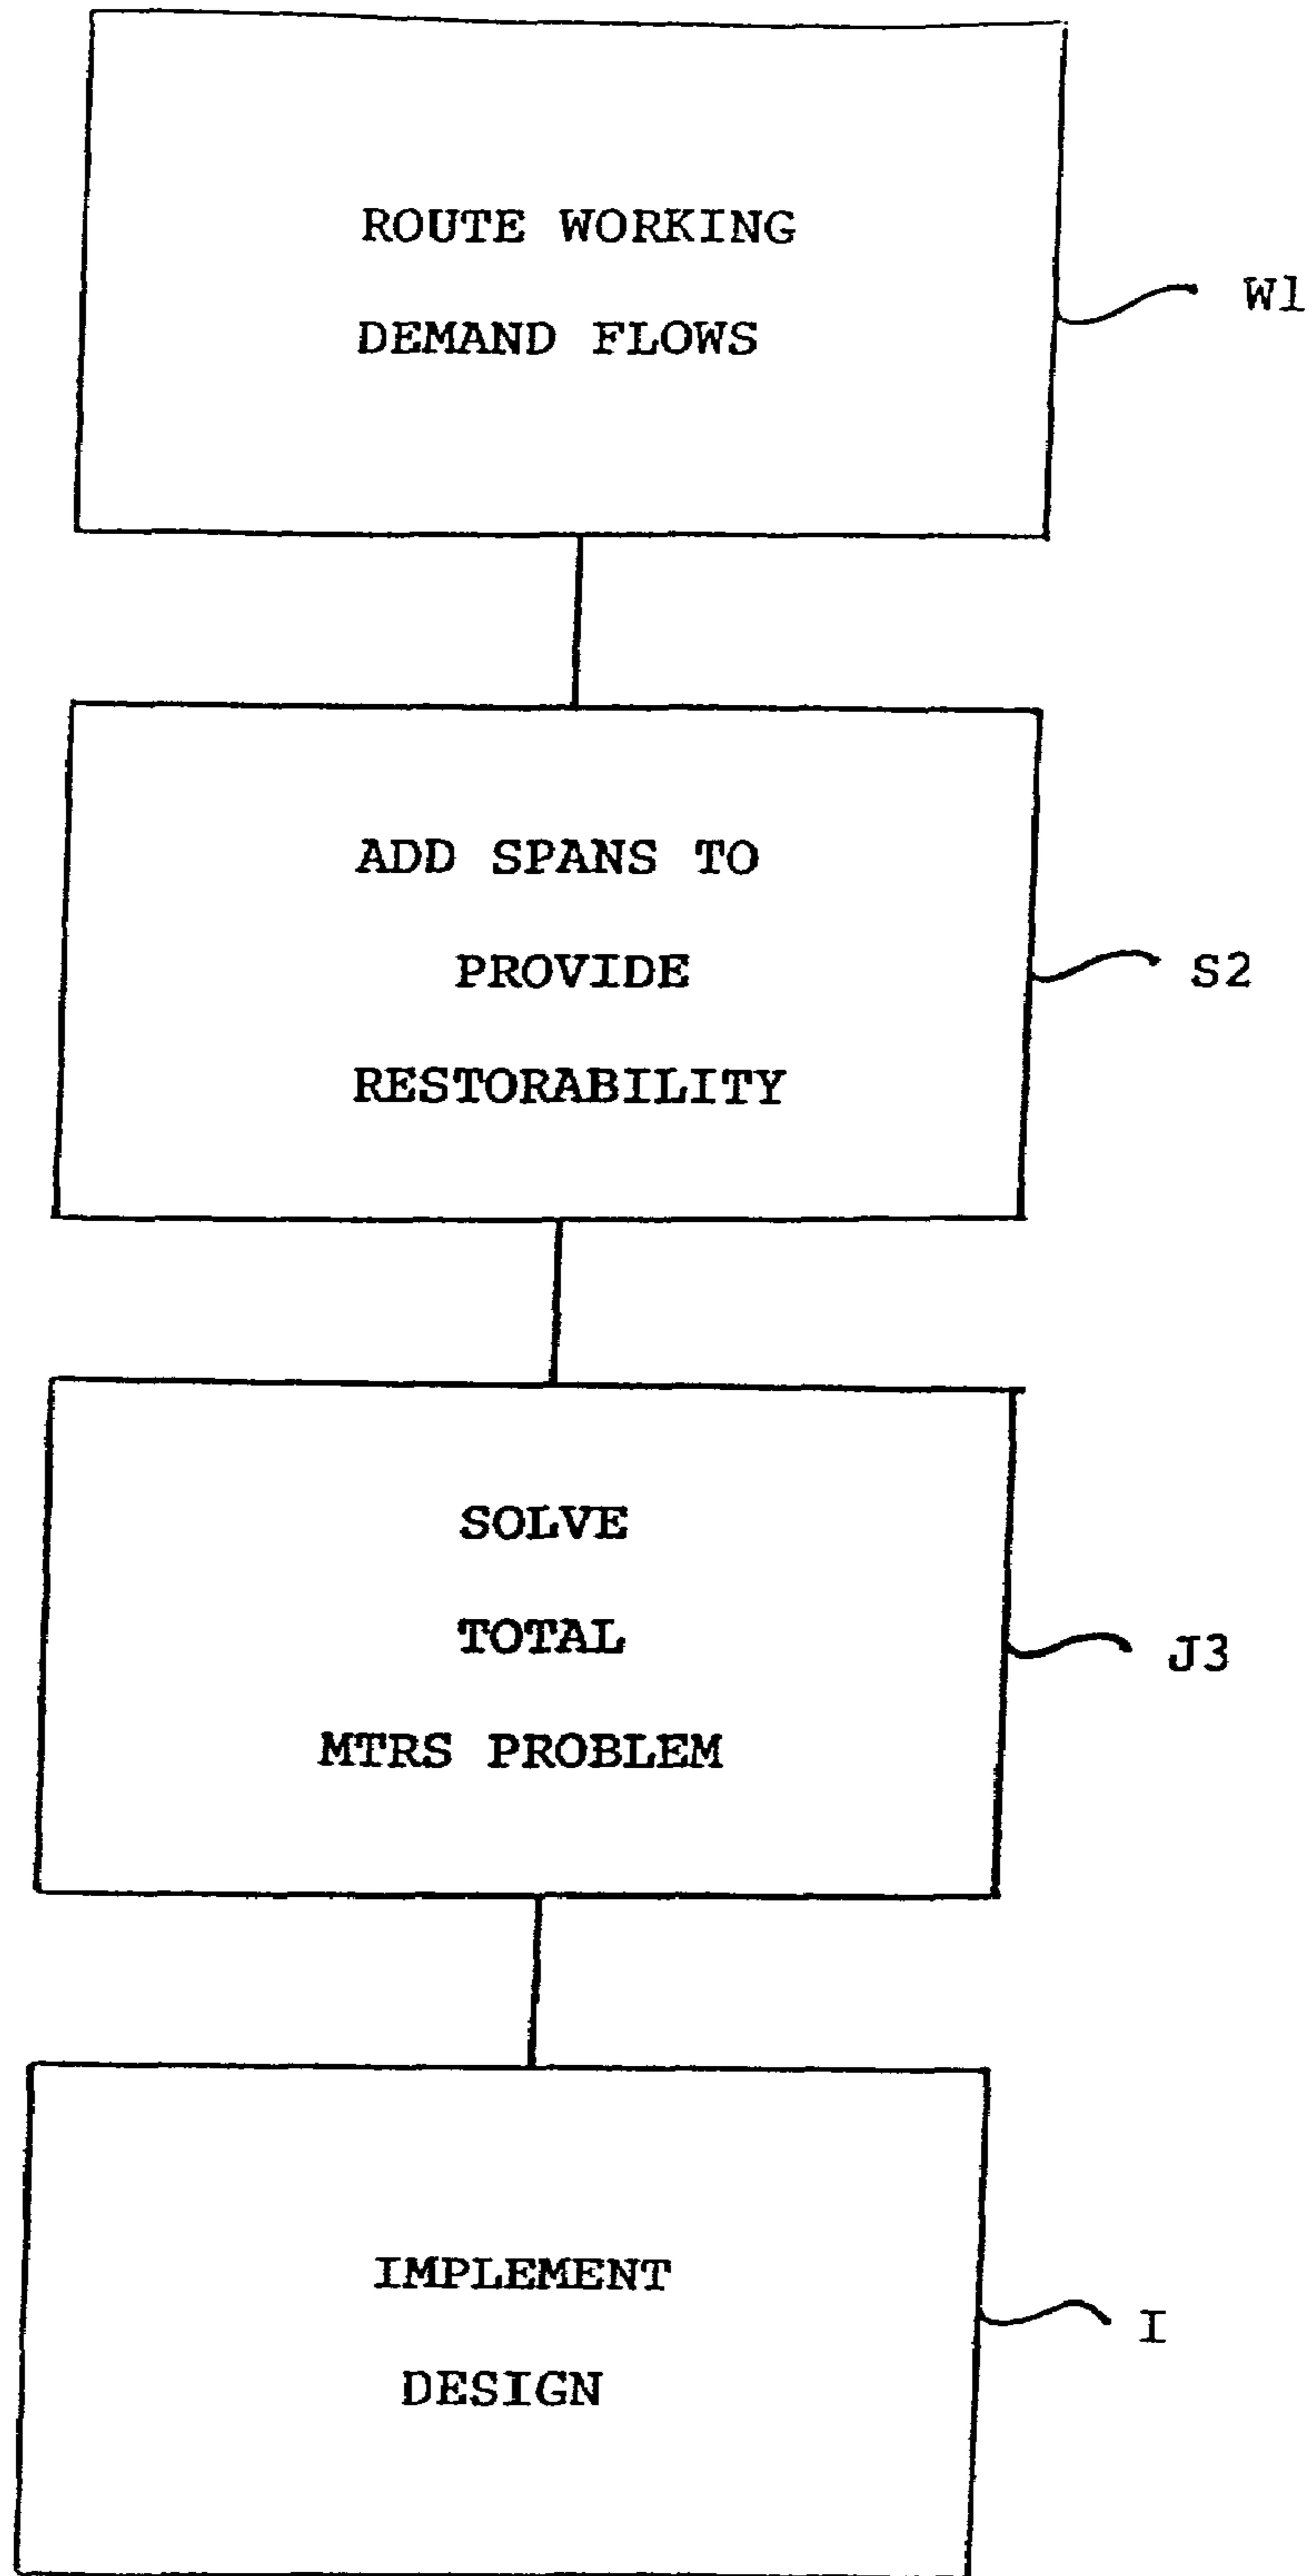 ROUTE WORKING
DEMAND FLOWS
W1
ADD SPANS TO
PROVIDE
RESTORABILITY
S2
SOLVE
TOTAL
MTRS PROBLEM
J3
IMPLEMENT
DESIGN
I